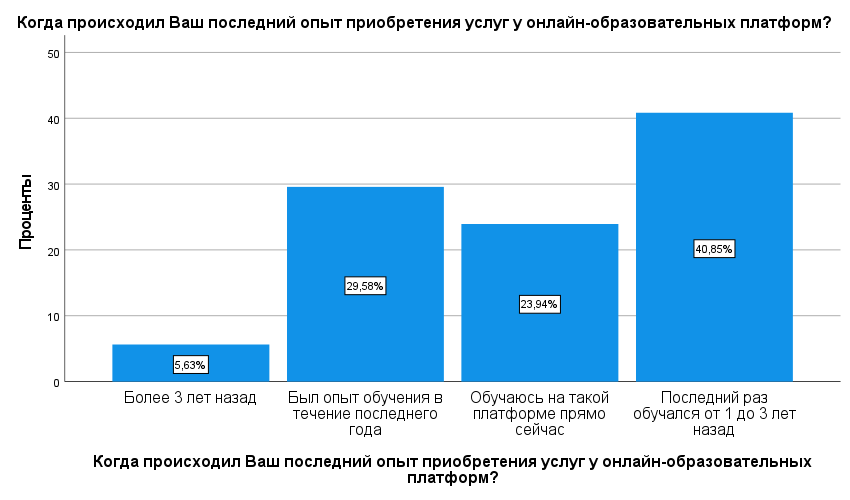 Когда происходил Ваш последний опыт приобретения услуг у онлайн-образовательных платформ?
50
40
30
20
10
0
Проценты
5,63%
29,58%
23,94%
40,85%
Более 3 лет назад
Был опыт обучения в
течение последнего
года
Обучаюсь на такой
платформе прямо
сейчас
Последний раз
обучался от 1 до 3 лет
назад
Когда происходил Ваш последний опыт приобретения услуг у онлайн-образовательных
платформ?